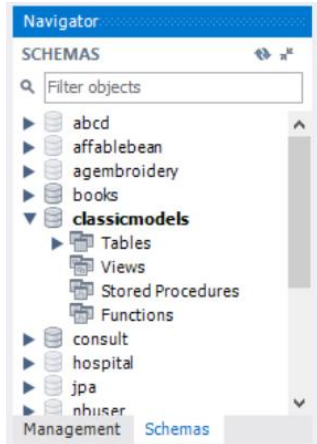 Navigator
SCHEMAS
Filter objects
abcd
affablebean
agembroidery
books
classicmodels
Tables
Views
Stored Procedures
Functions
consult
hospital
jpa
nbuser
Management Schemas